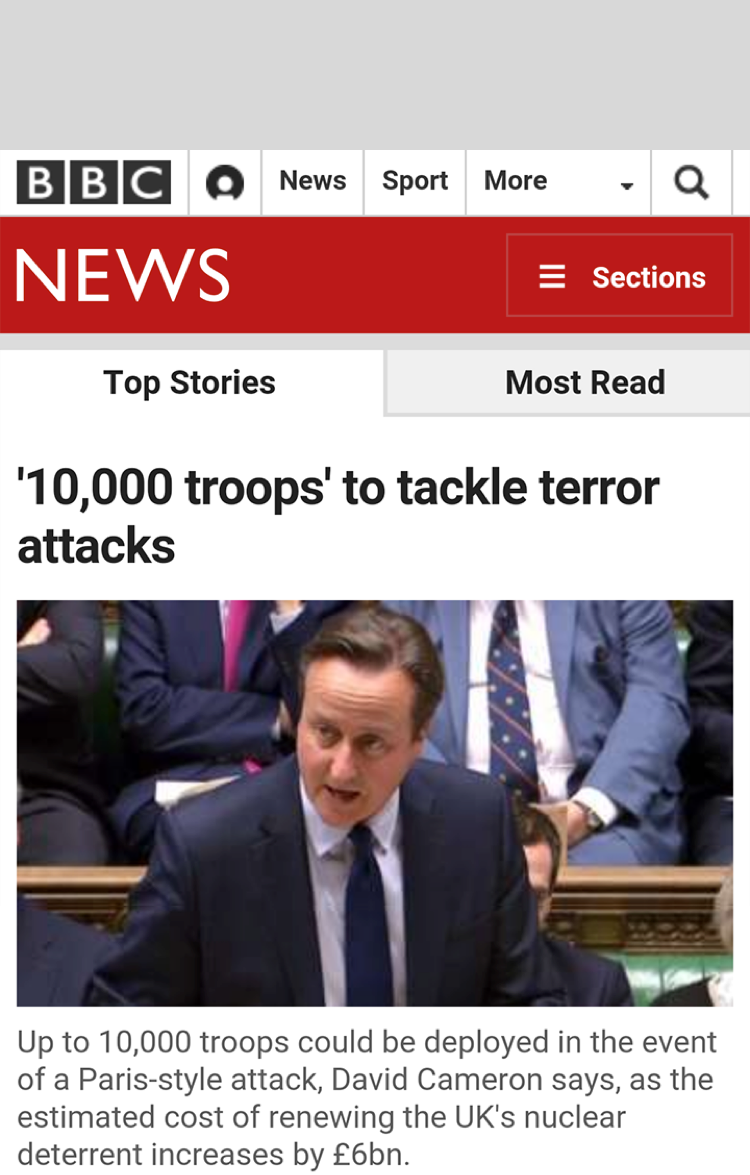 BBC News Sport More
NEWS Sections
Top Stories Most Read
'10,000 troops' to tackle terror
attacks
Up to 10,000 troops could be deployed in the event
of a Paris-style attack, David Cameron says, as the
estimated cost of renewing the UK's nuclear
deterrent increases by £6bn.